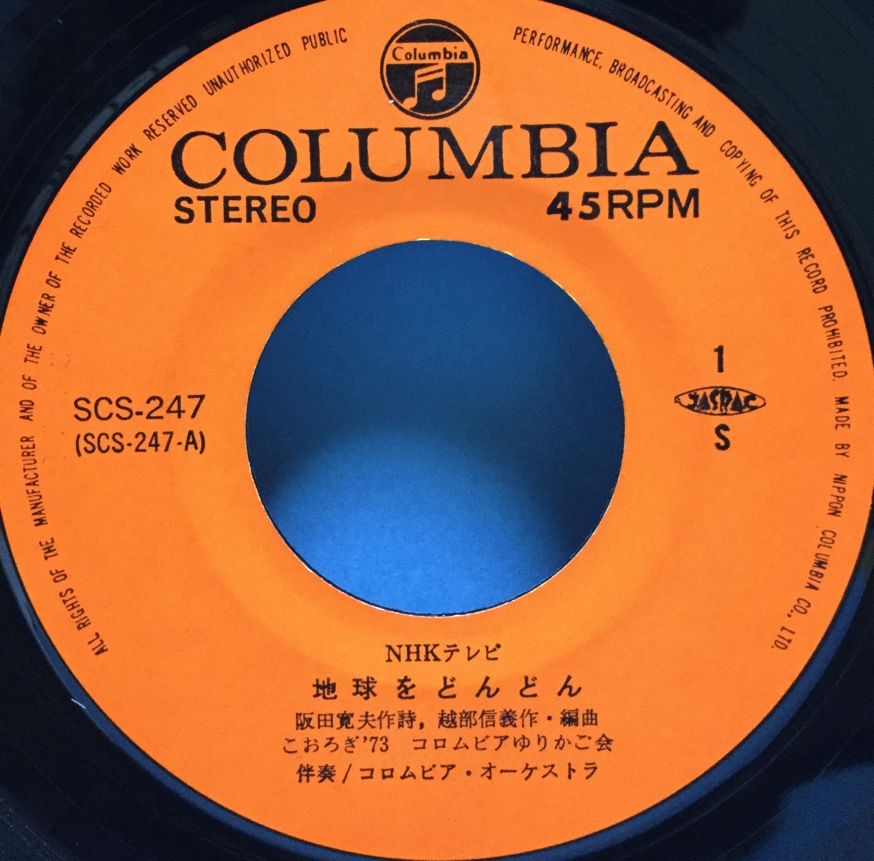 ALL RIGHTS OF THE MANUFACTURER AND OF THE OWNER OF THE RECORDED WORK RESERVED UNAUTHORIZED PUBLIC PERFORMANCE, BROADCASTING AND COPYING OF THIS RECORD PROHIBITED. MADE BY NIPPON COLUMBIA CO., LTD.
Columbia
COLUMBIA
STEREO 45RPM
1
SCS-247
JASRAC
(SCS-247-A)
S
NHKテレビ
地球をどんどん
阪田寛夫作詩，越部信義作・編曲
こおろぎ'73 コロムビアゆりかご会
伴奏/コロムビア・オーケストラ